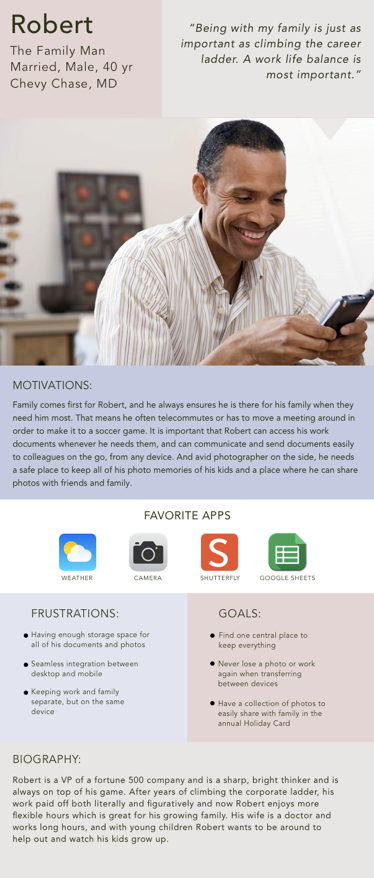 Robert
The Family Man
Married, Male, 40 yr
Chevy Chase, MD
“Being with my family is just as
important as climbing the career
ladder. A work life balance is
most important.”
MOTIVATIONS:
Family comes first for Robert, and he always ensures he is there for his family when they
need him most. That means he often telecommutes or has to move a meeting around in
order to make it to a soccer game. It is important that Robert can access his work
documents whenever he needs them, and can communicate and send documents easily
to colleagues on the go, from any device. And avid photographer on the side, he needs
a safe place to keep all of his photo memories of his kids and a place where he can share
photos with friends and family.
FAVORITE APPS
S
WEATHER
CAMERA
SHUTTERFLY
GOOGLE SHEETS
FRUSTRATIONS:
Having enough storage space for
all of his documents and photos
Seamless integration between
desktop and mobile
Keeping work and family
separate, but on the same
device
GOALS:
Find one central place to
keep everything
Never lose a photo or work
again when transferring
between devices
Have a collection of photos to
easily share with family in the
annual Holiday Card
BIOGRAPHY:
Robert is a VP of a fortune 500 company and is a sharp, bright thinker and is
always on top of his game. After years of climbing the corporate ladder, his
work paid off both literally and figuratively and now Robert enjoys more
flexible hours which is great for his growing family. His wife is a doctor and
works long hours, and with young children Robert wants to be around to
help out and watch his kids grow up.